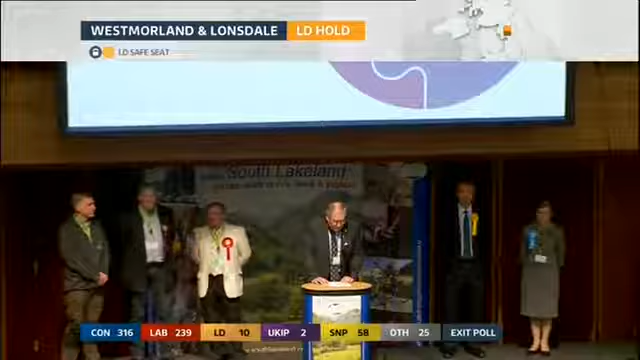 WESTMORLAND & LONSDALE LD HOLD
LD SAFE SEAT
South Lakeland
CON 316 LAB 239 LD 10 UKIP 2 SNP 58 OTH 25 EXIT POLL